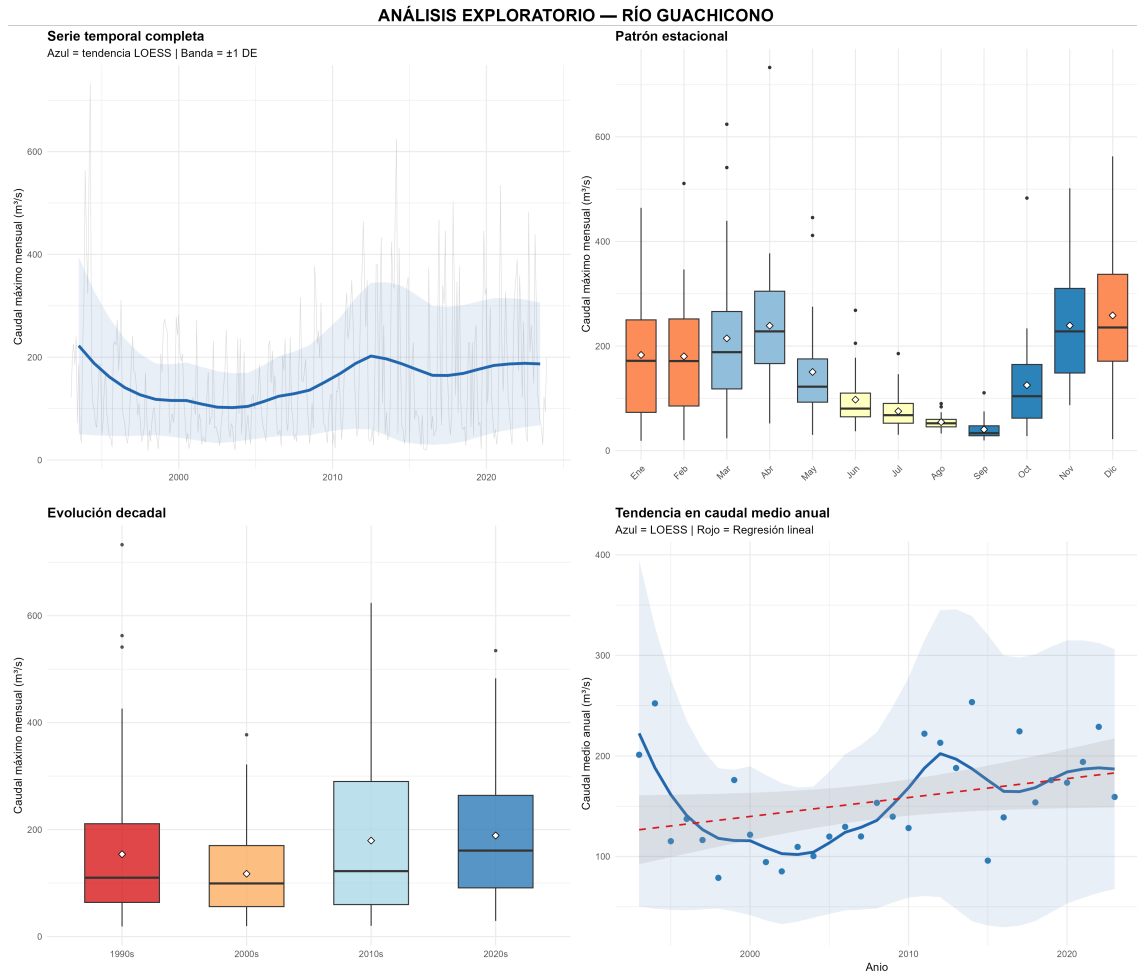 ANÁLISIS EXPLORATORIO — RÍO GUACHICONO
Serie temporal completa
Azul = tendencia LOESS | Banda = ±1 DE
Caudal máximo mensual (m³/s)
600
400
200
0
2000
2010
2020
Patrón estacional
Caudal máximo mensual (m³/s)
600
400
200
0
Ene
Feb
Mar
Abr
May
Jun
Jul
Ago
Sep
Oct
Nov
Dic
Evolución decadal
Caudal máximo mensual (m³/s)
600
400
200
0
1990s
2000s
2010s
2020s
Tendencia en caudal medio anual
Azul = LOESS | Rojo = Regresión lineal
Caudal medio anual (m³/s)
400
300
200
100
2000
2010
2020
Anio